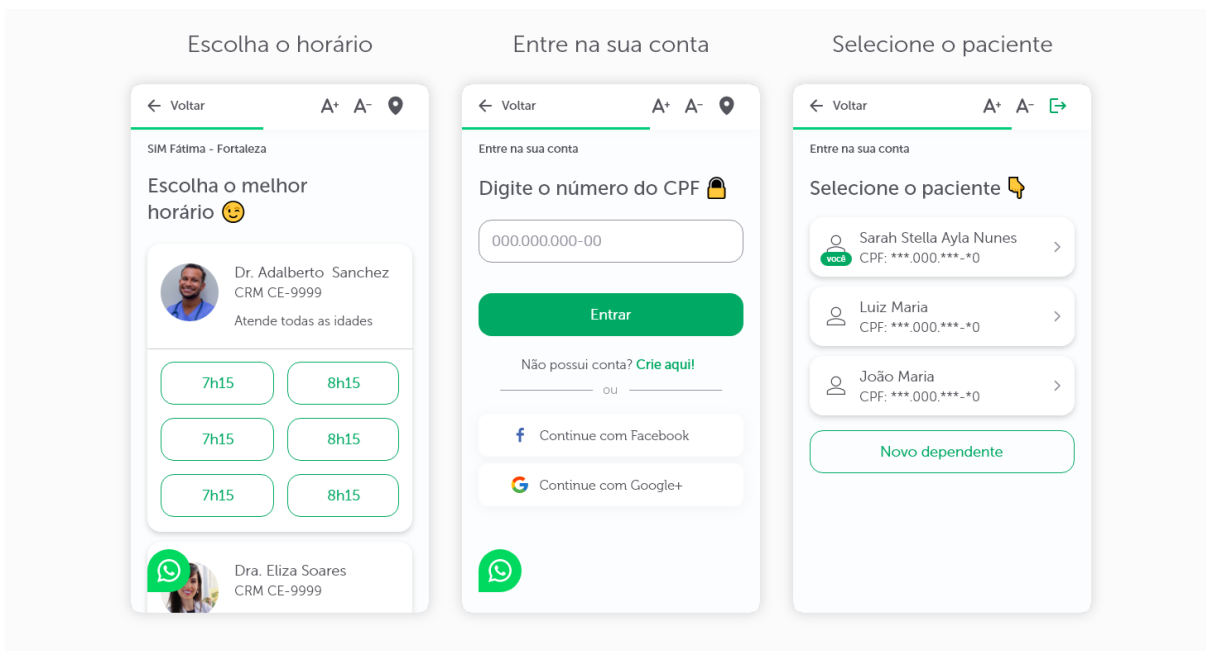 Escolha o horário
Voltar A+ A-
SIM Fátima - Fortaleza
Escolha o melhor
horário
Dr. Adalberto Sanchez
CRM CE-9999
Atende todas as idades
7h15 8h15
7h15 8h15
7h15 8h15
Dra. Eliza Soares
CRM CE-9999
Entre na sua conta
Voltar A+ A-
Entre na sua conta
Digite o número do CPF
000.000.000-00
Entrar
Não possui conta? Crie aqui!
ou
Continue com Facebook
Continue com Google+
Selecione o paciente
Voltar A+ A-
Entre na sua conta
Selecione o paciente
Sarah Stella Ayla Nunes
você
CPF: ***.000.***-*0
Luiz Maria
CPF: ***.000.***-*0
João Maria
CPF: ***.000.***-*0
Novo dependente